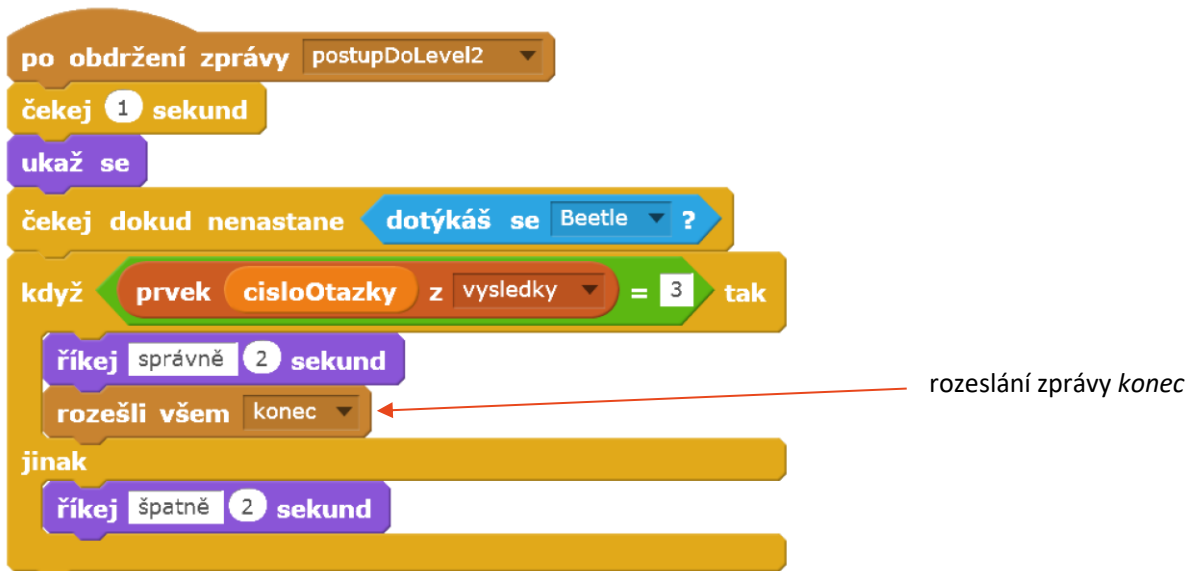 po obdržení zprávy postupDoLevel2
čekej 1 sekund
ukaž se
čekej dokud nenastane dotýkáš se Beetle ?
když prvek cisloOtazky z vysledky = 3 tak
říkej správně 2 sekund
rozešli všem konec
rozeslání zprávy konec
jinak
říkej špatně 2 sekund